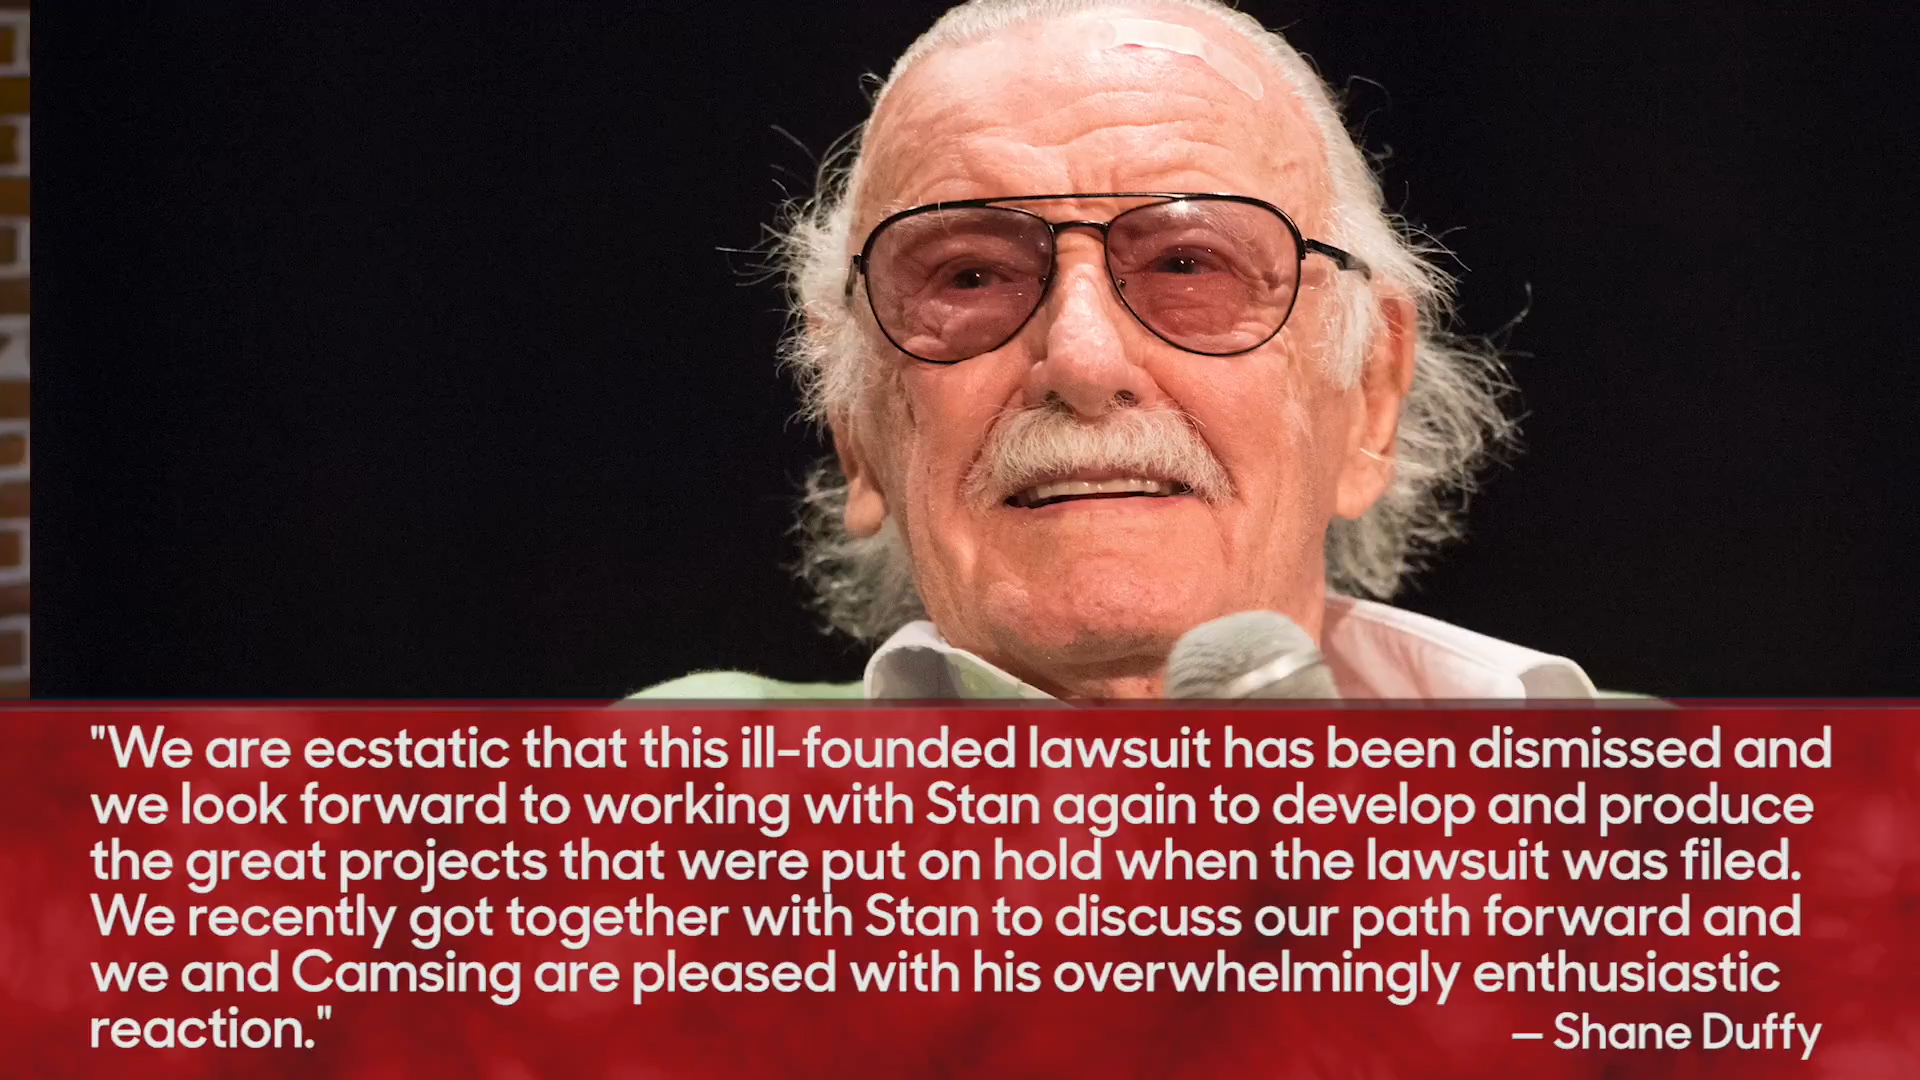 "We are ecstatic that this ill-founded lawsuit has been dismissed and
we look forward to working with Stan again to develop and produce
the great projects that were put on hold when the lawsuit was filed.
We recently got together with Stan to discuss our path forward and
we and Camsing are pleased with his overwhelmingly enthusiastic
reaction."
– Shane Duffy